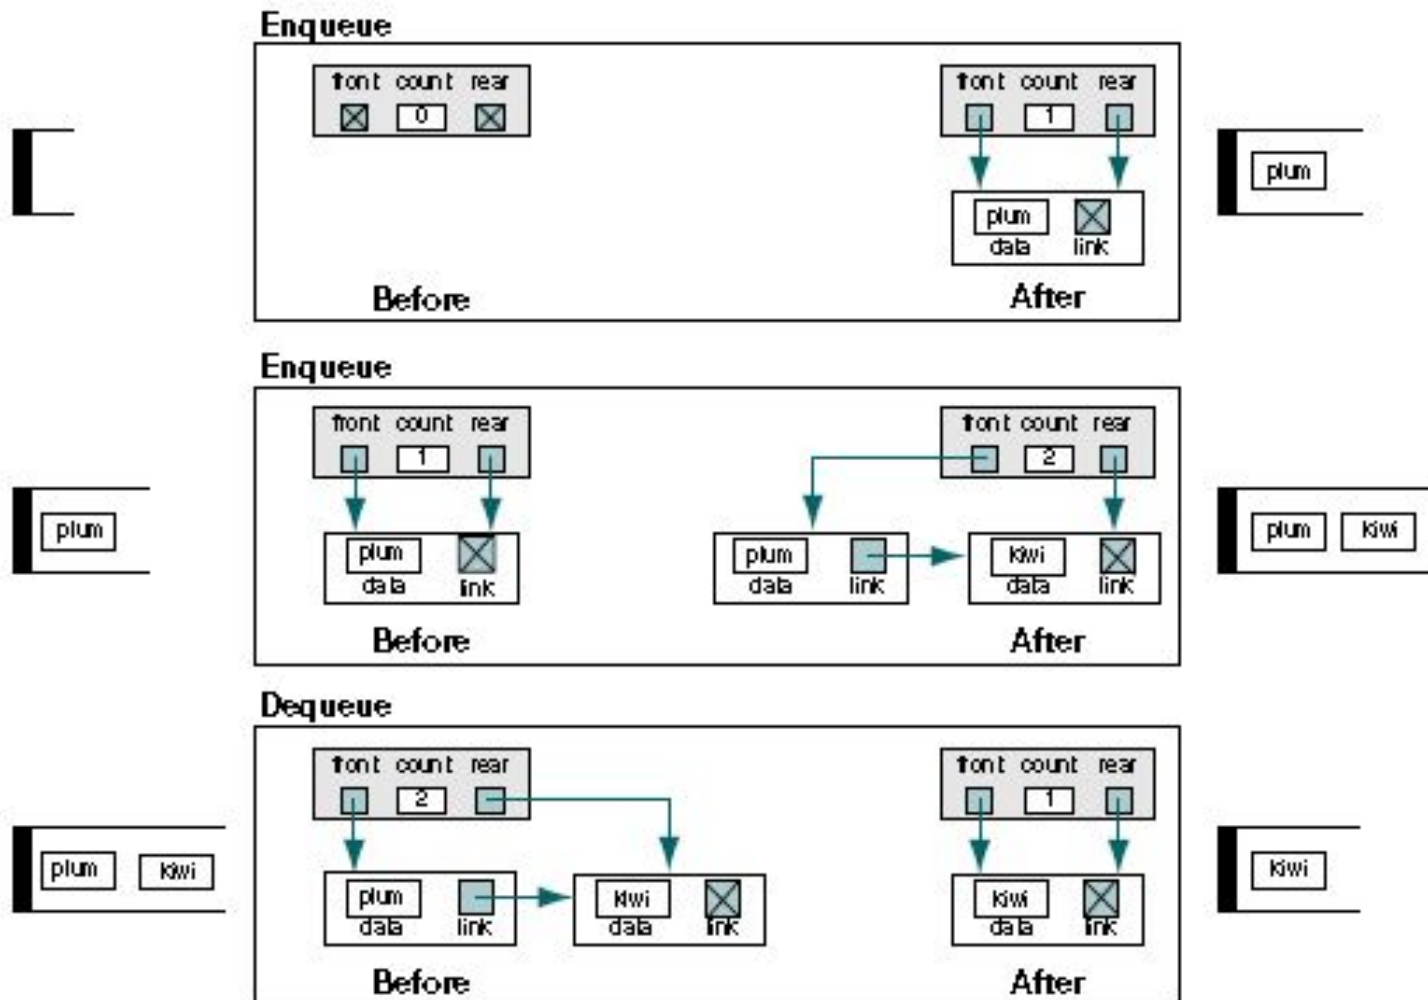 Enqueue
front count rear
0
front count rear
1
plum
data link
plum
Before
After
Enqueue
front count rear
1
front count rear
2
plum
plum
data link
plum
data link
kiwi
data link
plum kiwi
Before
After
Dequeue
front count rear
2
front count rear
1
plum kiwi
plum
data link
kiwi
data link
kiwi
data link
kiwi
Before
After